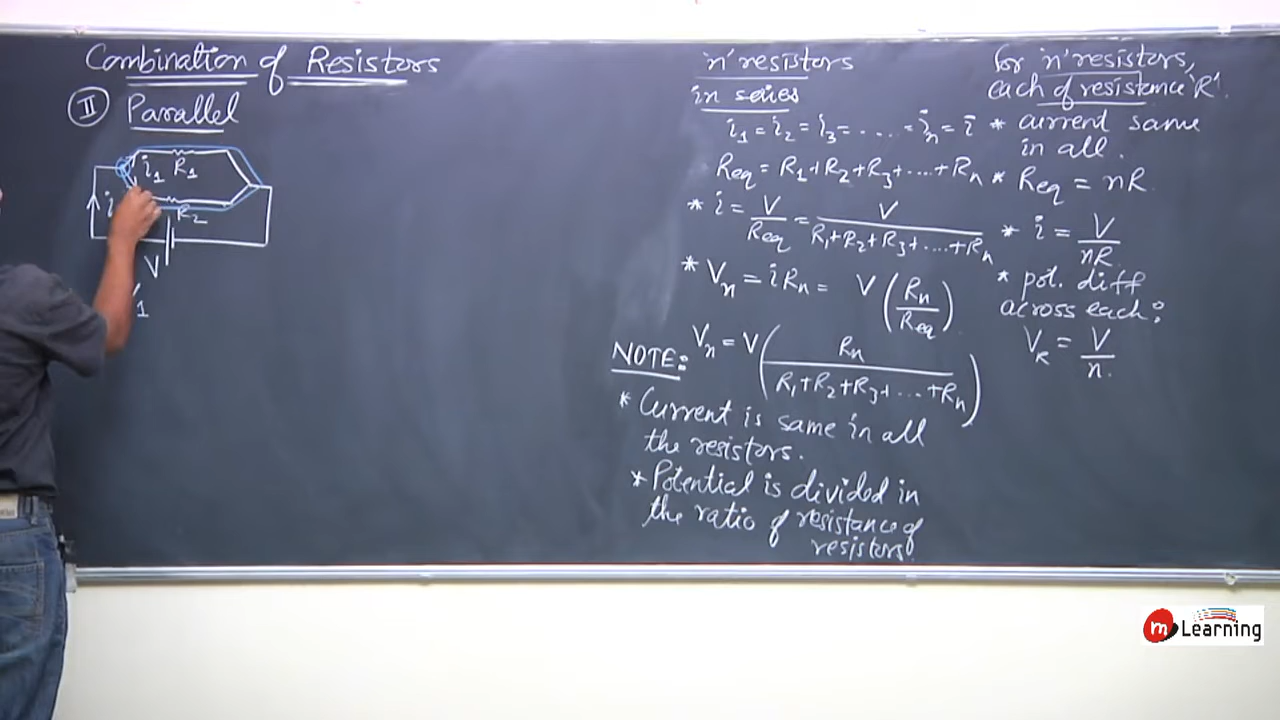 Combination of Resistors
II Parallel
i₁ R₁
i
R₂
V
'n' resistors
in series
i₁ = i₂ = i₃ = .... = iₙ = i
Req = R₁+R₂+R₃+....+Rₙ
* i = V/Req = V/(R₁+R₂+R₃+....+Rₙ)
* Vₙ = iRₙ = V(Rₙ/Req)
Vₙ = V(Rₙ/(R₁+R₂+R₃+...+Rₙ))
NOTE:
* Current is same in all
the resistors.
* Potential is divided in
the ratio of resistance of
resistors.
for 'n' resistors,
each of resistance 'R'.
* current same
in all.
* Req = nR
* i = V/nR
* pot. diff
across each:
V_R = V/n.
m Learning